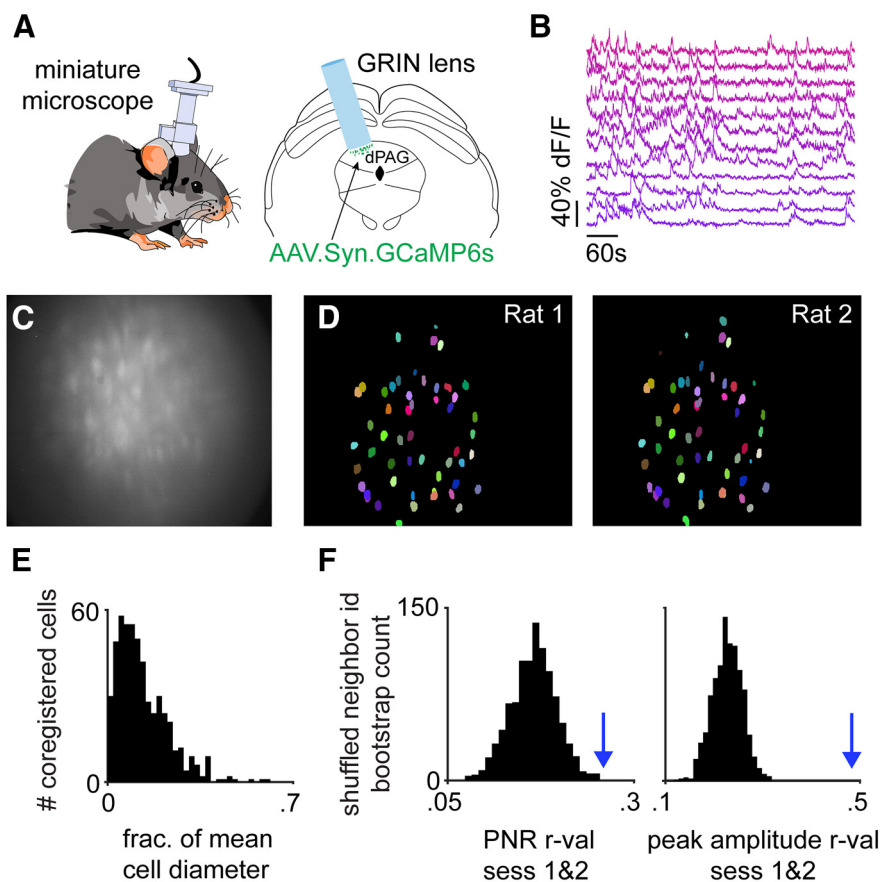 A
miniature
microscope
GRIN lens
dPAG
AAV.Syn.GCaMP6s
B
40% dF/F
60s
C
D
Rat 1
Rat 2
E
# coregistered cells
60
0
0
.7
frac. of mean
cell diameter
F
shuffled neighbor id
bootstrap count
150
0
.05
.3
PNR r-val
sess 1&2
.1
.5
peak amplitude r-val
sess 1&2